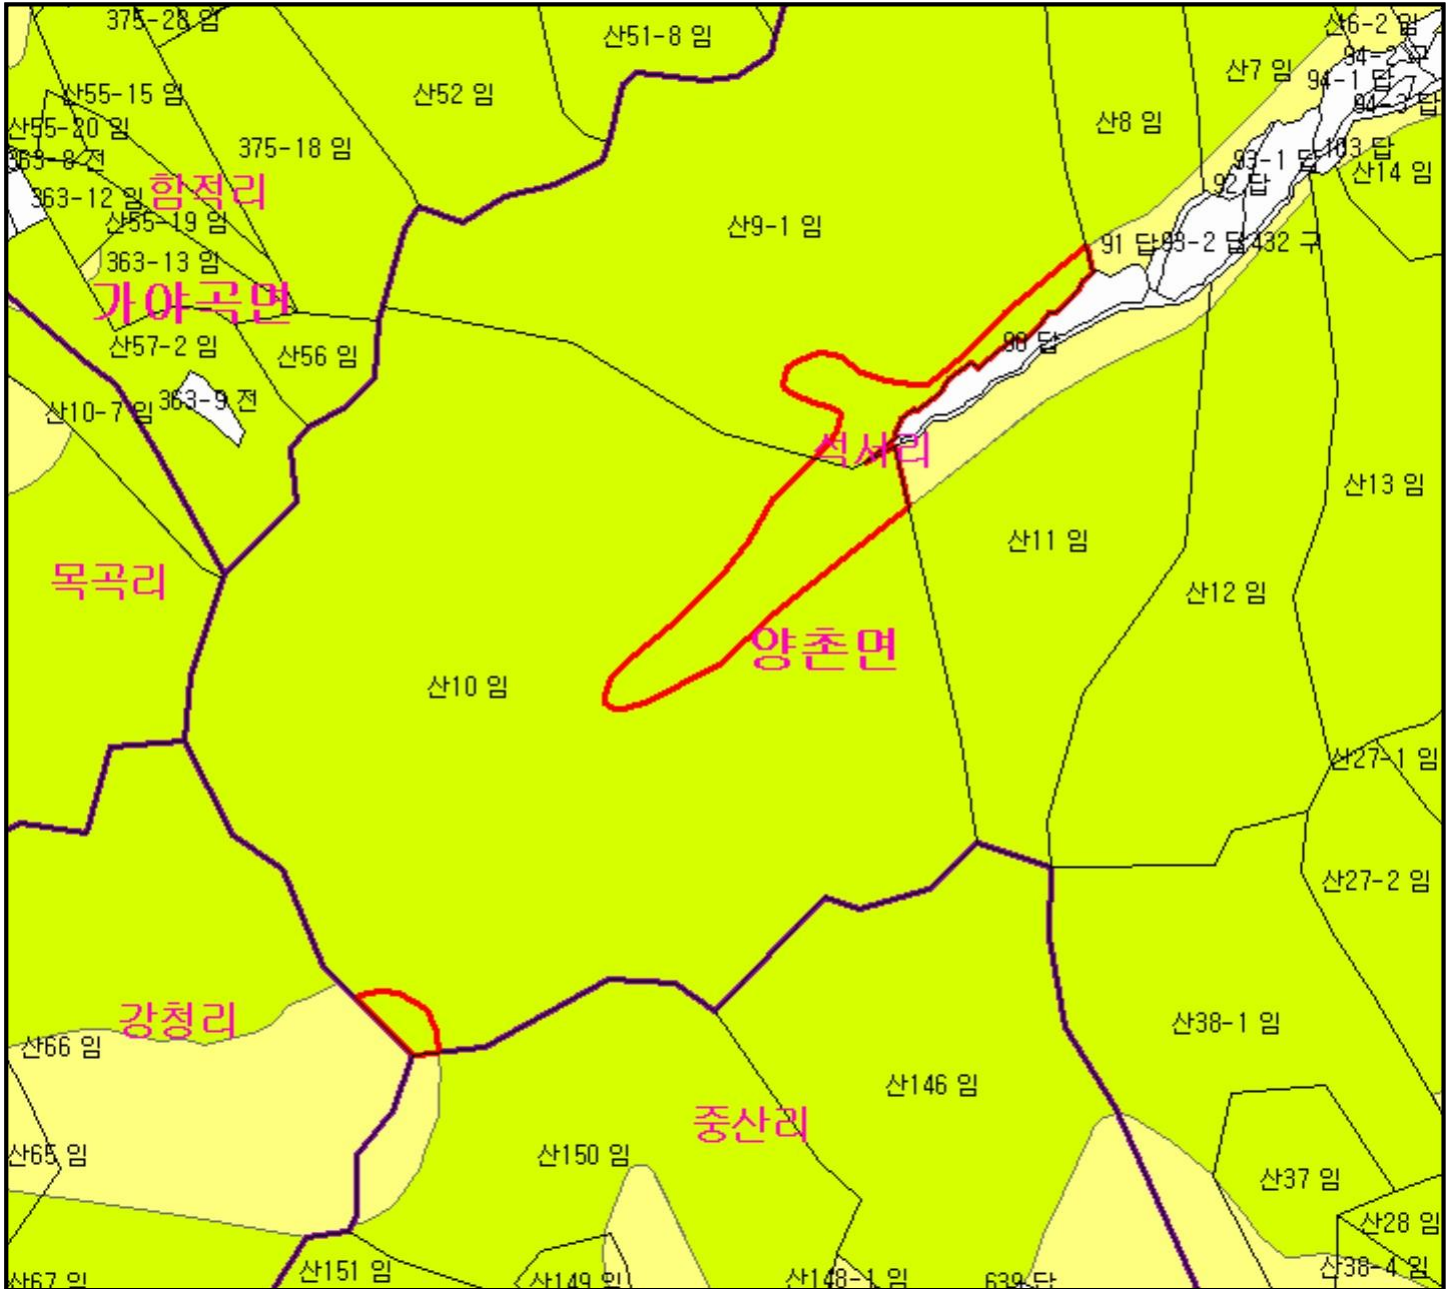 375-28 임
산51-8 임
산6-2 임
94-2 구
산7 임
94-1 답
94-3 답
산55-15 임
산52 임
산8 임
산55-20 임
375-18 임
103 답
363-8 전
93-1 답
산14 임
92 답
함적리
363-12 임
산55-19 임
산9-1 임
91 답
93-2 답
432 구
363-13 임
가야곡면
산57-2 임
산56 임
90 답
363-9 전
산10-7 임
석서리
산13 임
산11 임
목곡리
산12 임
양촌면
산10 임
산27-1 임
산27-2 임
강청리
산38-1 임
산66 임
산146 임
중산리
산65 임
산150 임
산37 임
산28 임
산38-4 임
산151 임
산67 임
산149 임
산148-1 임
639 답